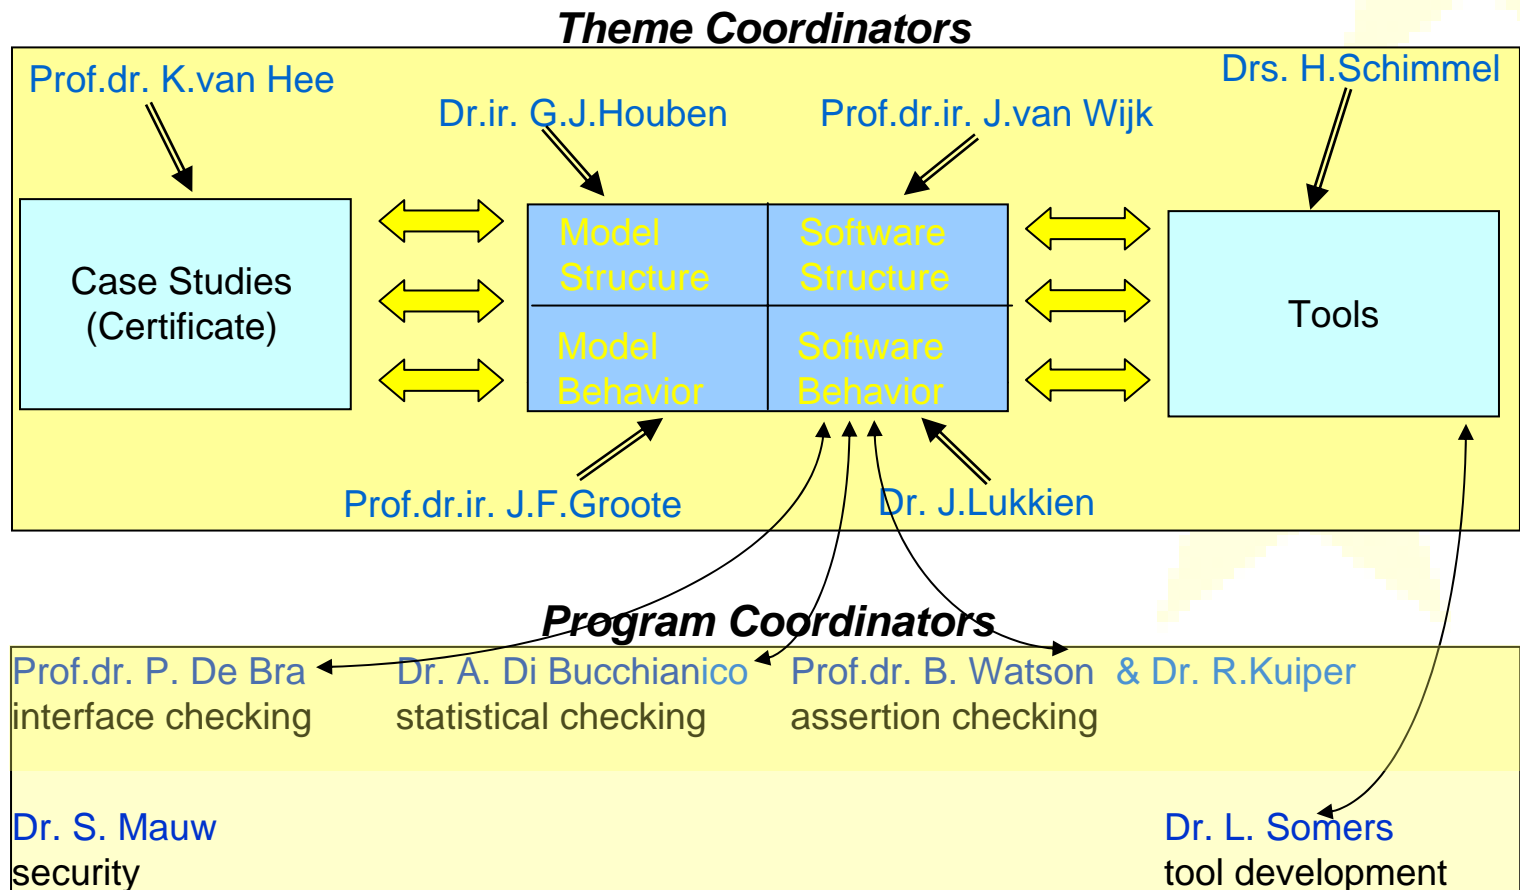 Theme Coordinators
Prof.dr. K.van Hee
Drs. H.Schimmel
Dr.ir. G.J.Houben
Prof.dr.ir. J.van Wijk
Case Studies
(Certificate)
Model
Structure
Software
Structure
Model
Behavior
Software
Behavior
Tools
Prof.dr.ir. J.F.Groote
Dr. J.Lukkien
Program Coordinators
Prof.dr. P. De Bra
interface checking
Dr. A. Di Bucchianico
statistical checking
Prof.dr. B. Watson & Dr. R.Kuiper
assertion checking
Dr. S. Mauw
security
Dr. L. Somers
tool development